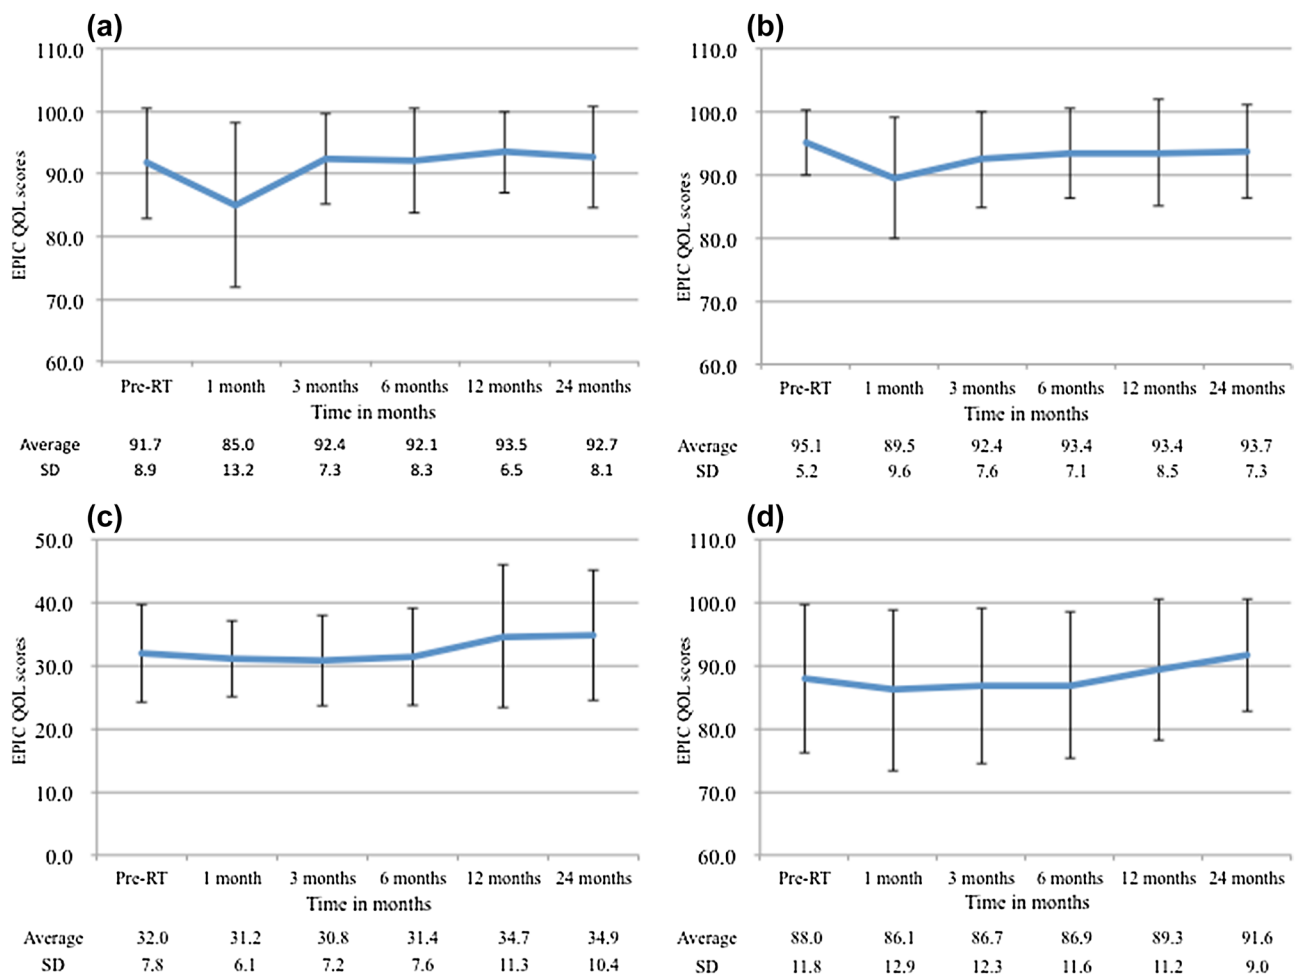 (a)
110.0
100.0
90.0
80.0
70.0
60.0
EPIC QOL scores
Pre-RT 1 month 3 months 6 months 12 months 24 months
Time in months
Average 91.7 85.0 92.4 92.1 93.5 92.7
SD 8.9 13.2 7.3 8.3 6.5 8.1
(b)
110.0
100.0
90.0
80.0
70.0
60.0
EPIC QOL scores
Pre-RT 1 month 3 months 6 months 12 months 24 months
Time in months
Average 95.1 89.5 92.4 93.4 93.4 93.7
SD 5.2 9.6 7.6 7.1 8.5 7.3
(c)
50.0
40.0
30.0
20.0
10.0
0.0
EPIC QOL scores
Pre-RT 1 month 3 months 6 months 12 months 24 months
Time in months
Average 32.0 31.2 30.8 31.4 34.7 34.9
SD 7.8 6.1 7.2 7.6 11.3 10.4
(d)
110.0
100.0
90.0
80.0
70.0
60.0
EPIC QOL scores
Pre-RT 1 month 3 months 6 months 12 months 24 months
Time in months
Average 88.0 86.1 86.7 86.9 89.3 91.6
SD 11.8 12.9 12.3 11.6 11.2 9.0